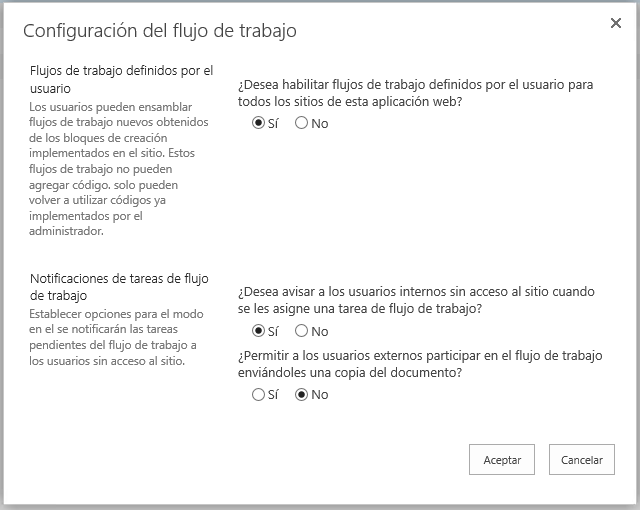 Configuración del flujo de trabajo
Flujos de trabajo definidos por el
usuario
Los usuarios pueden ensamblar
flujos de trabajo nuevos obtenidos
de los bloques de creación
implementados en el sitio. Estos
flujos de trabajo no pueden
agregar código. solo pueden
volver a utilizar códigos ya
implementados por el
administrador.
¿Desea habilitar flujos de trabajo definidos por el usuario para
todos los sitios de esta aplicación web?
Sí No
Notificaciones de tareas de flujo
de trabajo
Establecer opciones para el modo
en el se notificarán las tareas
pendientes del flujo de trabajo a
los usuarios sin acceso al sitio.
¿Desea avisar a los usuarios internos sin acceso al sitio cuando
se les asigne una tarea de flujo de trabajo?
Sí No
¿Permitir a los usuarios externos participar en el flujo de trabajo
enviándoles una copia del documento?
Sí No
Aceptar Cancelar